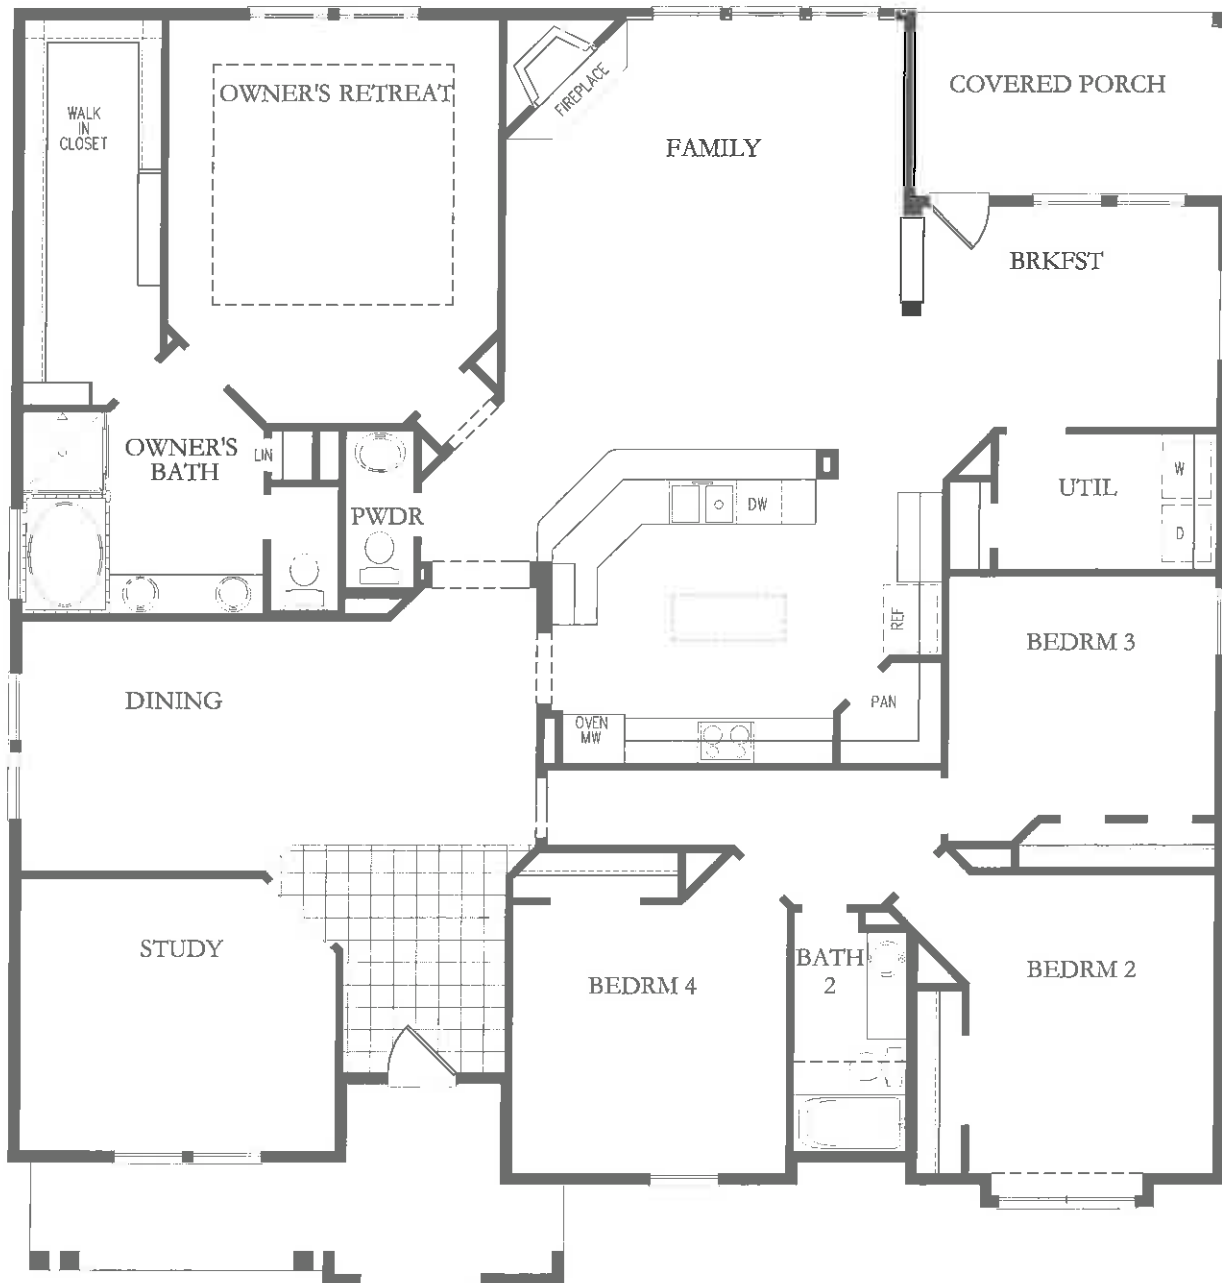 COVERED PORCH
OWNER'S RETREAT
FIREPLACE
WALK
IN
CLOSET
FAMILY
BRKFST
OWNER'S
BATH
LIN
UTIL
W
D
DW
PWDR
REF
BEDRM 3
DINING
PAN
OVEN
MW
STUDY
BATH
2
BEDRM 4
BEDRM 2